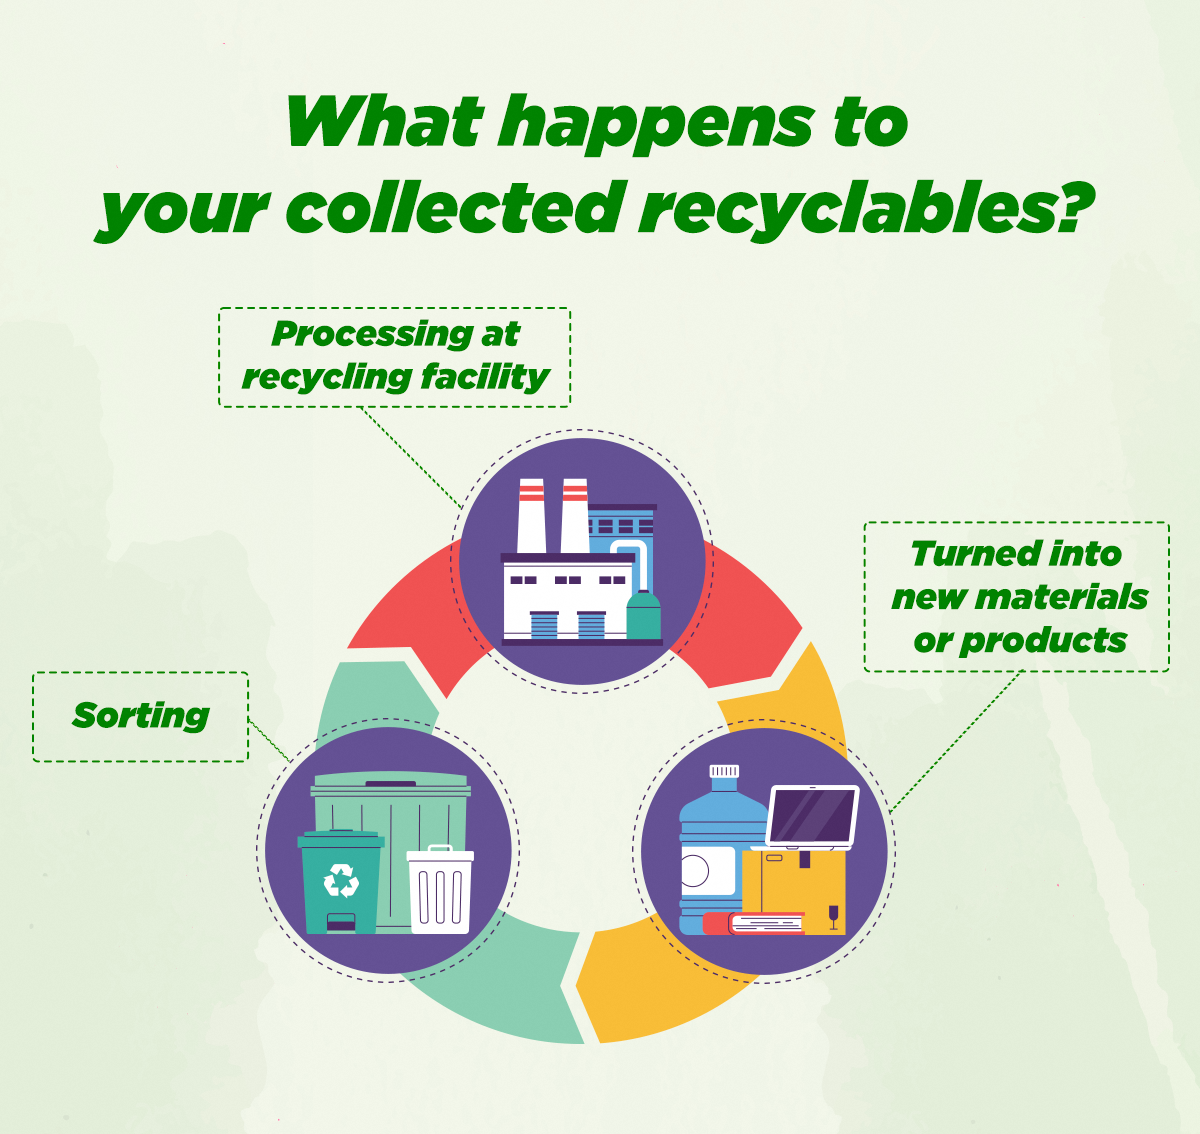 What happens to
your collected recyclables?
Processing at
recycling facility
Turned into
new materials
or products
Sorting